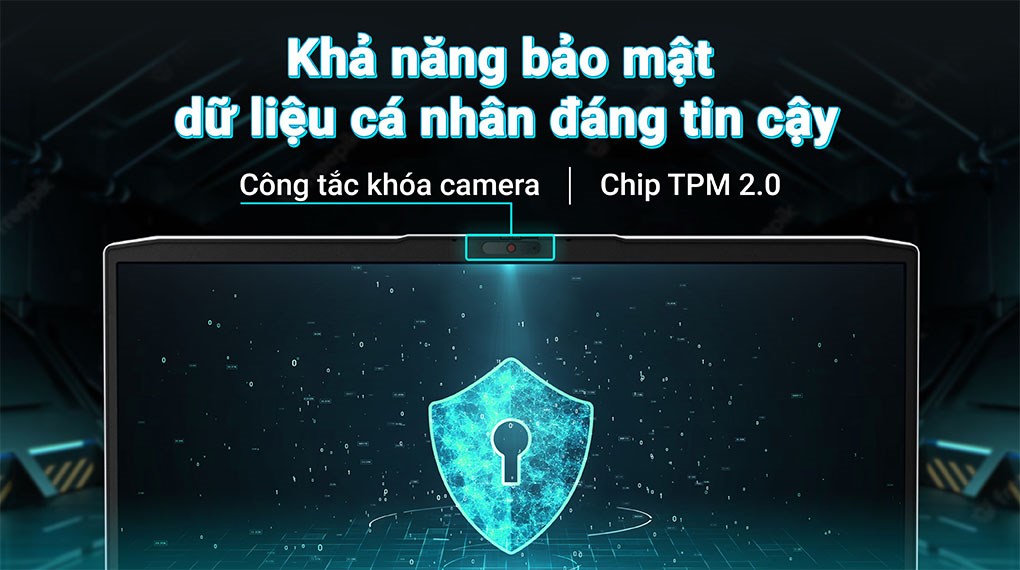 Khả năng bảo mật
dữ liệu cá nhân đáng tin cậy
Công tắc khóa camera | Chip TPM 2.0